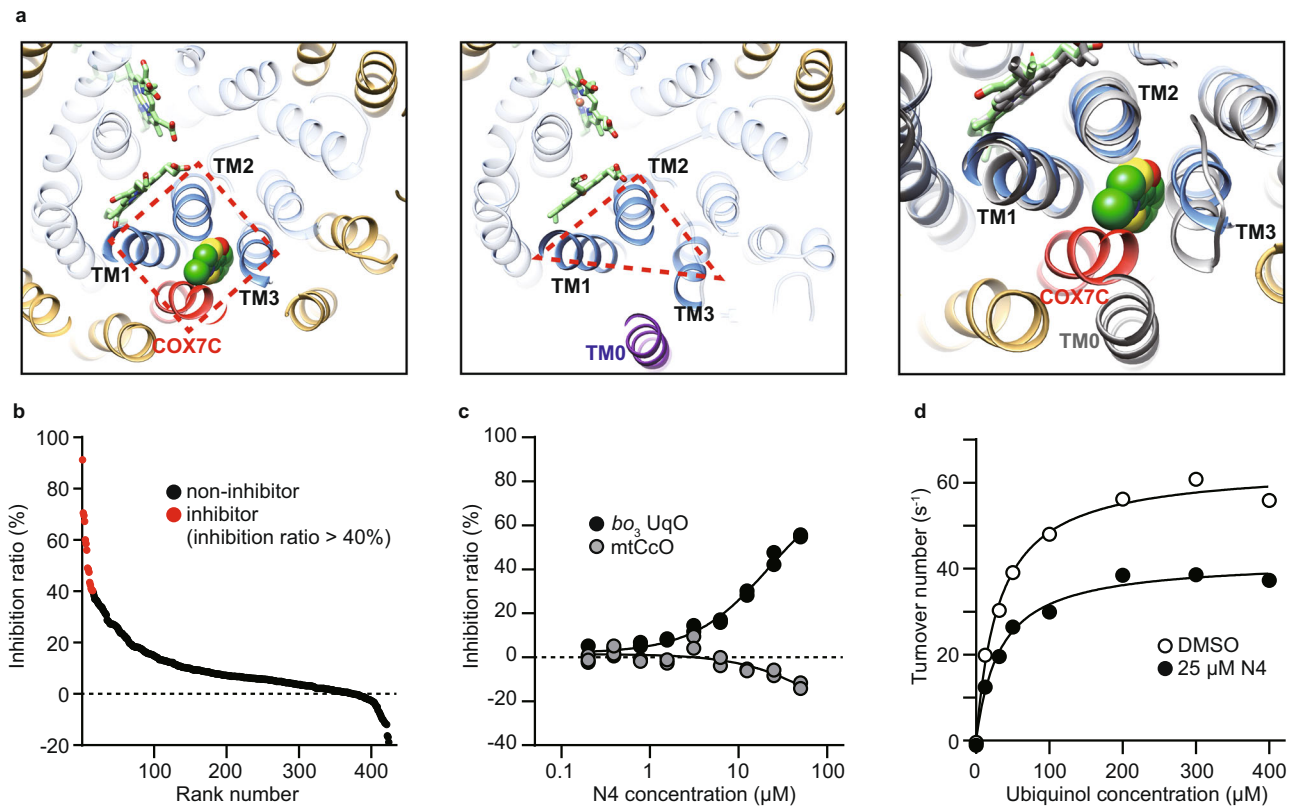 a
TM2
TM1
TM3
COX7C
TM2
TM1
TM3
TM0
TM2
TM1
TM3
COX7C
TM0
b
100
80
60
40
20
0
-20
100
200
300
400
Inhibition ratio (%)
Rank number
non-inhibitor
inhibitor
(inhibition ratio > 40%)
c
100
80
60
40
20
0
-20
-40
0.1
1
10
100
Inhibition ratio (%)
N4 concentration (µM)
bo3 UqO
mtCcO
d
60
40
20
0
0
100
200
300
400
Turnover number (s-1)
Ubiquinol concentration (µM)
DMSO
25 µM N4